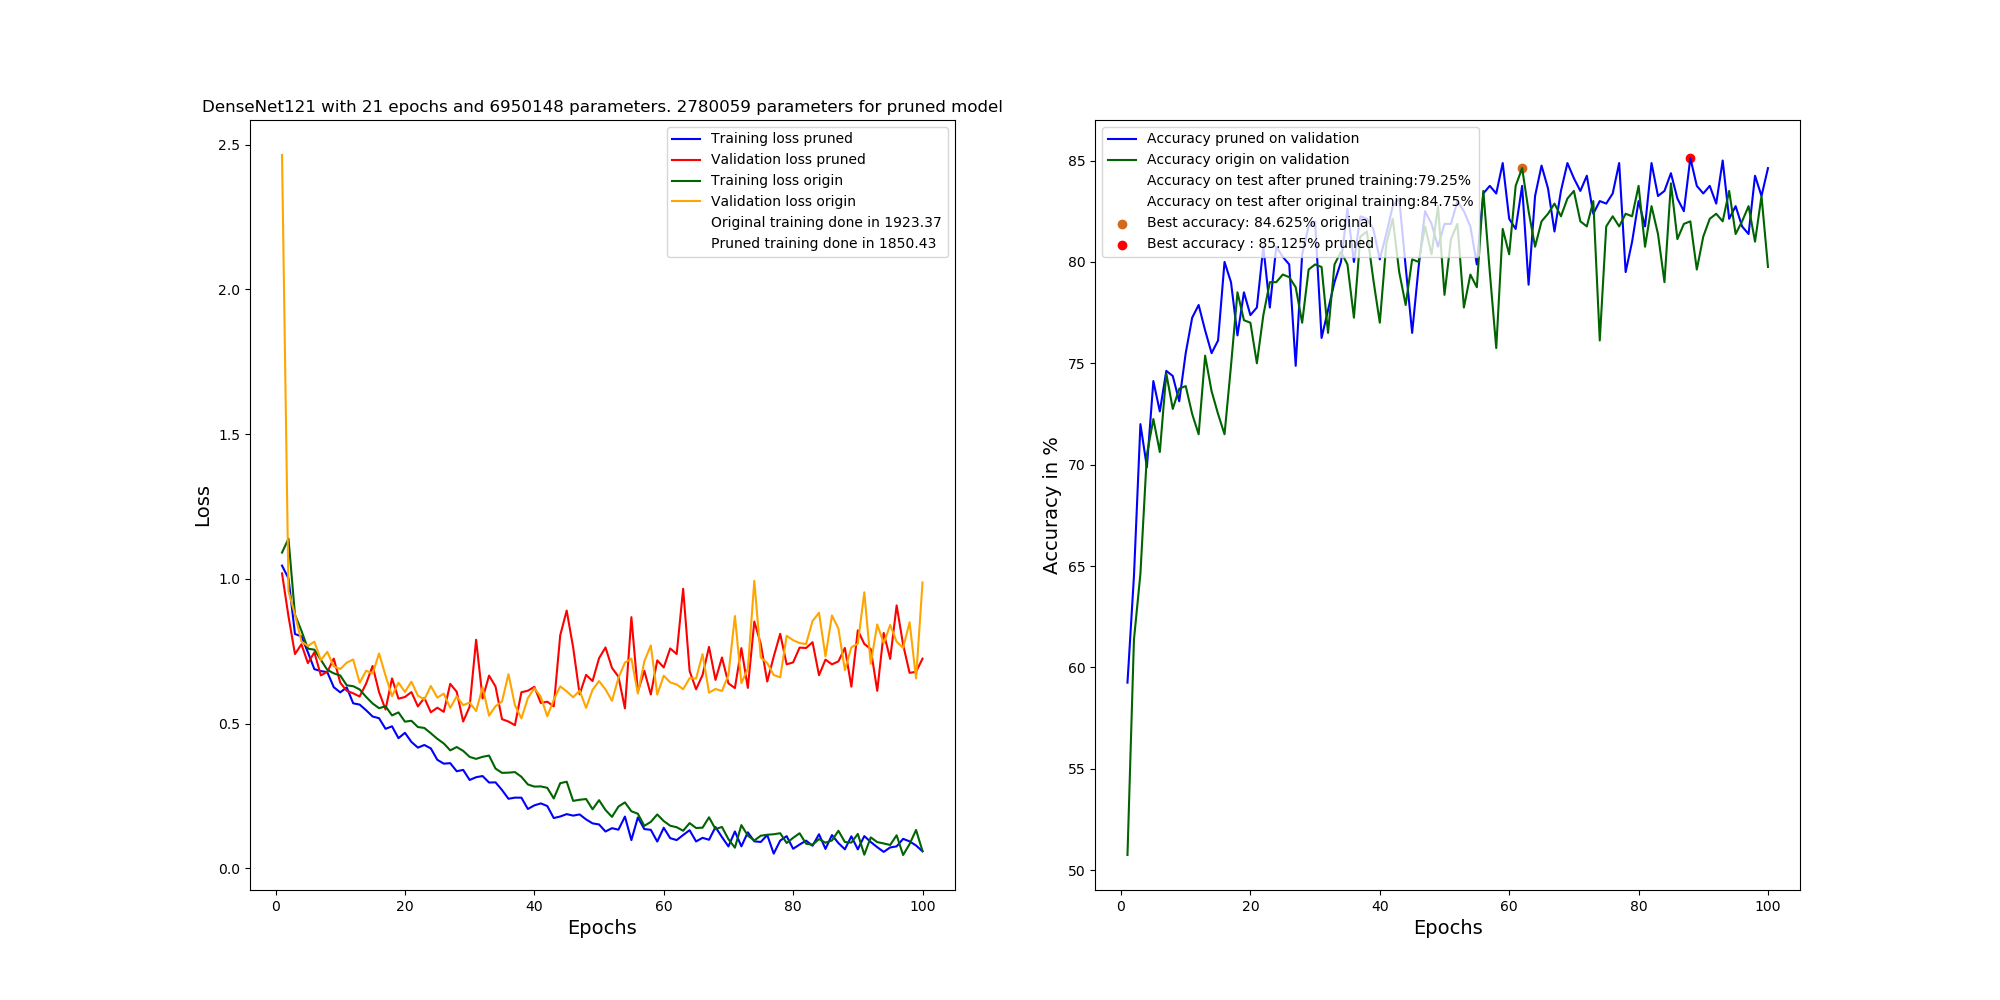 DenseNet121 with 21 epochs and 6950148 parameters. 2780059 parameters for pruned model
Training loss pruned
Validation loss pruned
Training loss origin
Validation loss origin
Original training done in 1923.37
Pruned training done in 1850.43
2.5
2.0
1.5
1.0
0.5
0.0
Loss
0 20 40 60 80 100
Epochs
Accuracy pruned on validation
Accuracy origin on validation
Accuracy on test after pruned training:79.25%
Accuracy on test after original training:84.75%
Best accuracy: 84.625% original
Best accuracy : 85.125% pruned
85
80
75
70
65
60
55
50
Accuracy in %
0 20 40 60 80 100
Epochs